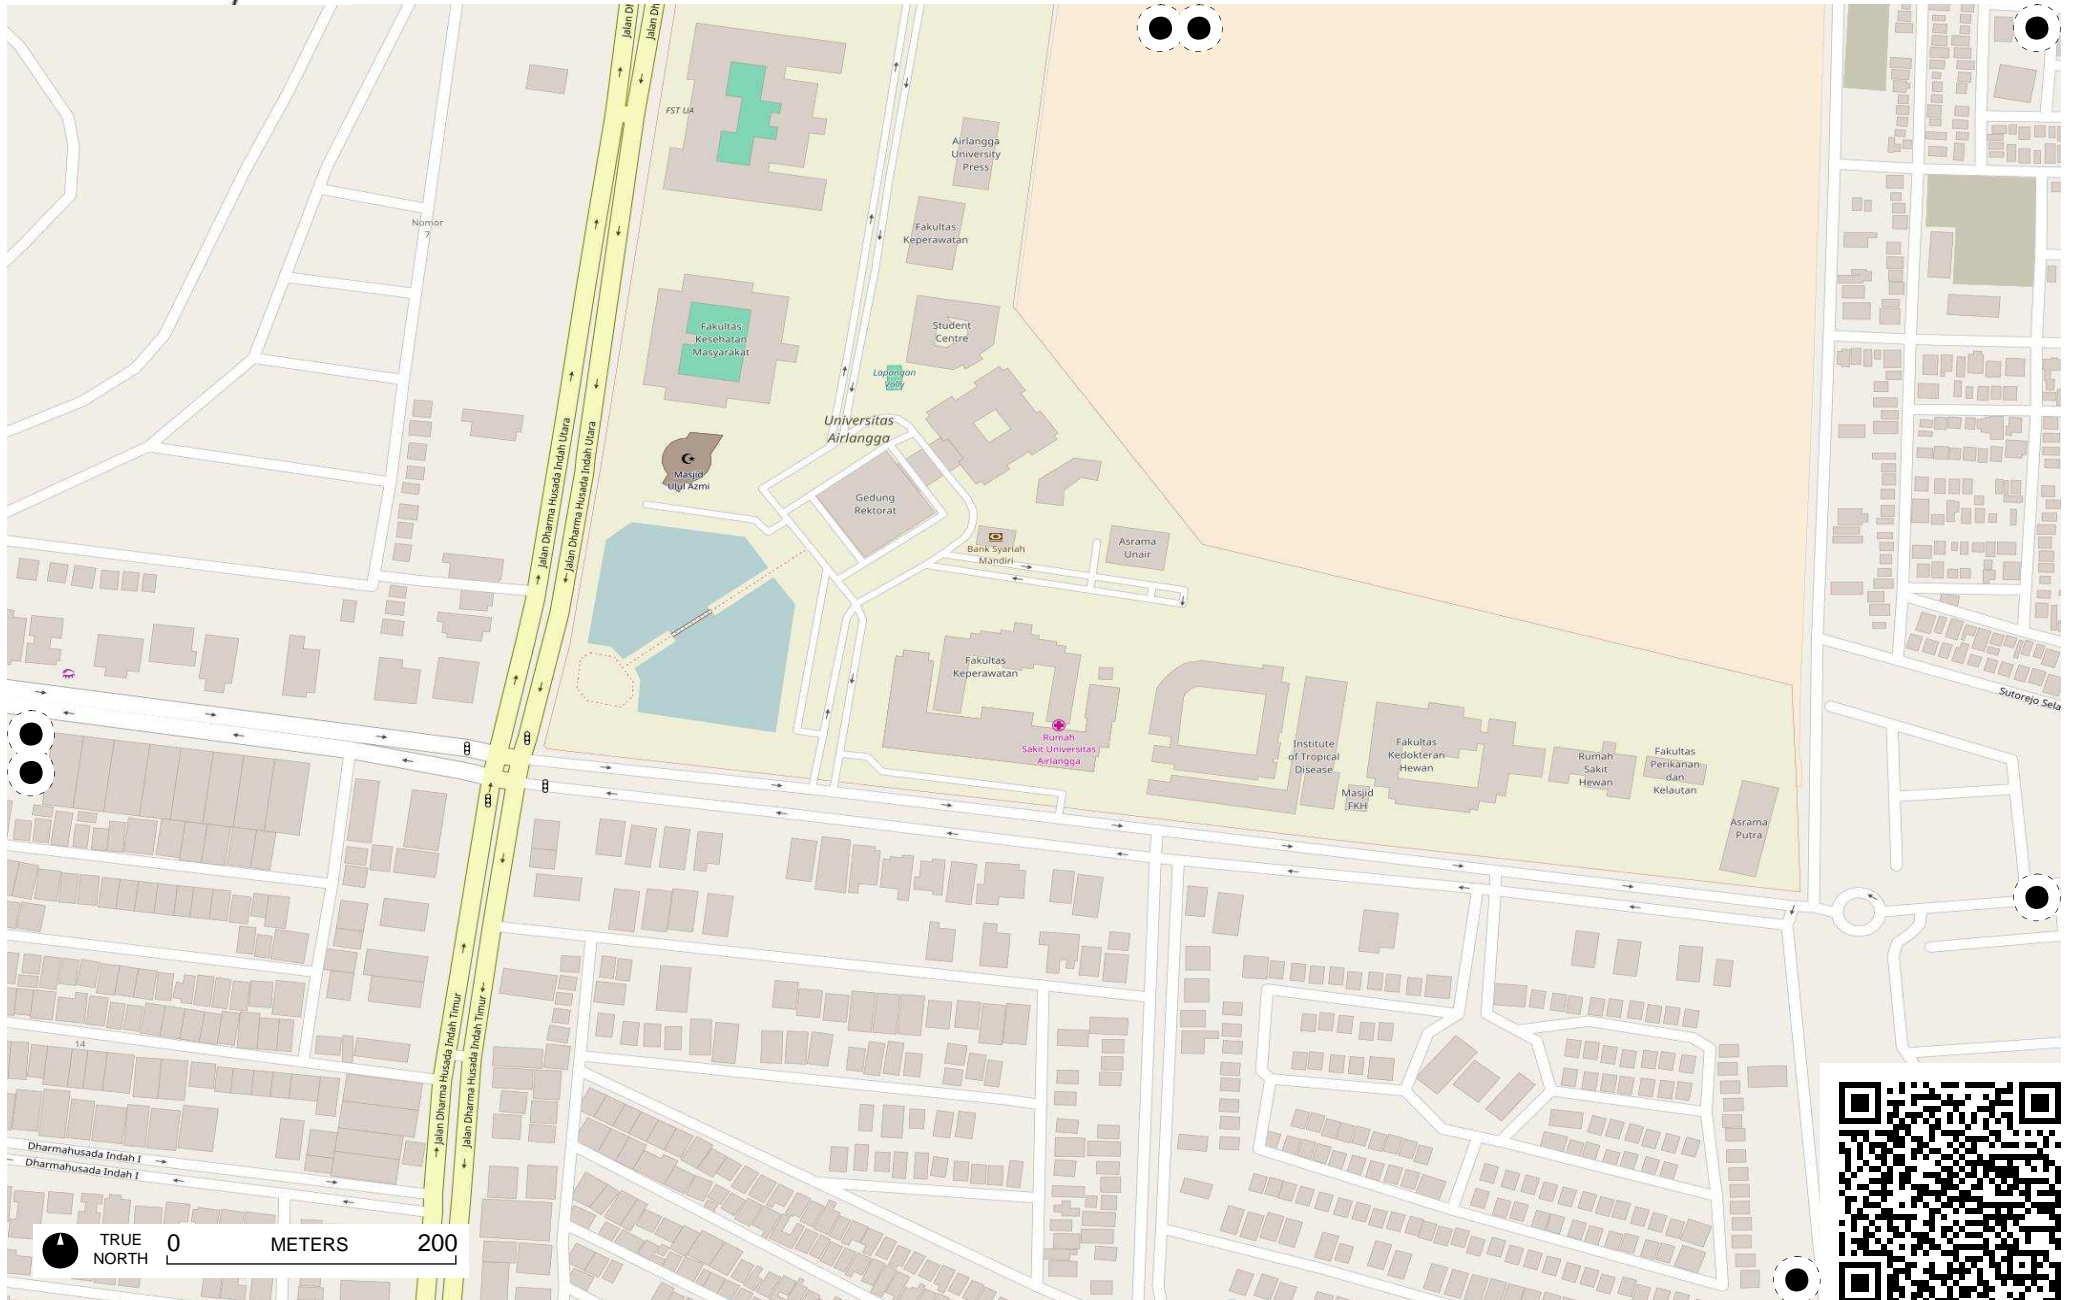 Jalan Dh
Jalan Dh
FST UA
Airlangga
University
Press
Nomor
7
Fakultas
Keperawatan
Fakultas
Kesehatan
Masyarakat
Student
Centre
Lapangan
Volly
Universitas
Airlangga
Jalan Dharma Husada Indah Utara
Jalan Dharma Husada Indah Utara
Masjid
Ulul Azmi
Gedung
Rektorat
Bank Syariah
Mandiri
Asrama
Unair
Fakultas
Keperawatan
Sutorejo Sela
Rumah
Sakit Universitas
Airlangga
Institute
of Tropical
Disease
Fakultas
Kedokteran
Hewan
Rumah
Sakit
Hewan
Fakultas
Perikanan
dan
Kelautan
Masjid
FKH
Asrama
Putra
Jalan Dharma Husada Indah Timur
Jalan Dharma Husada Indah Timur
14
Dharmahusada Indah I
Dharmahusada Indah I
TRUE
NORTH
0 METERS 200